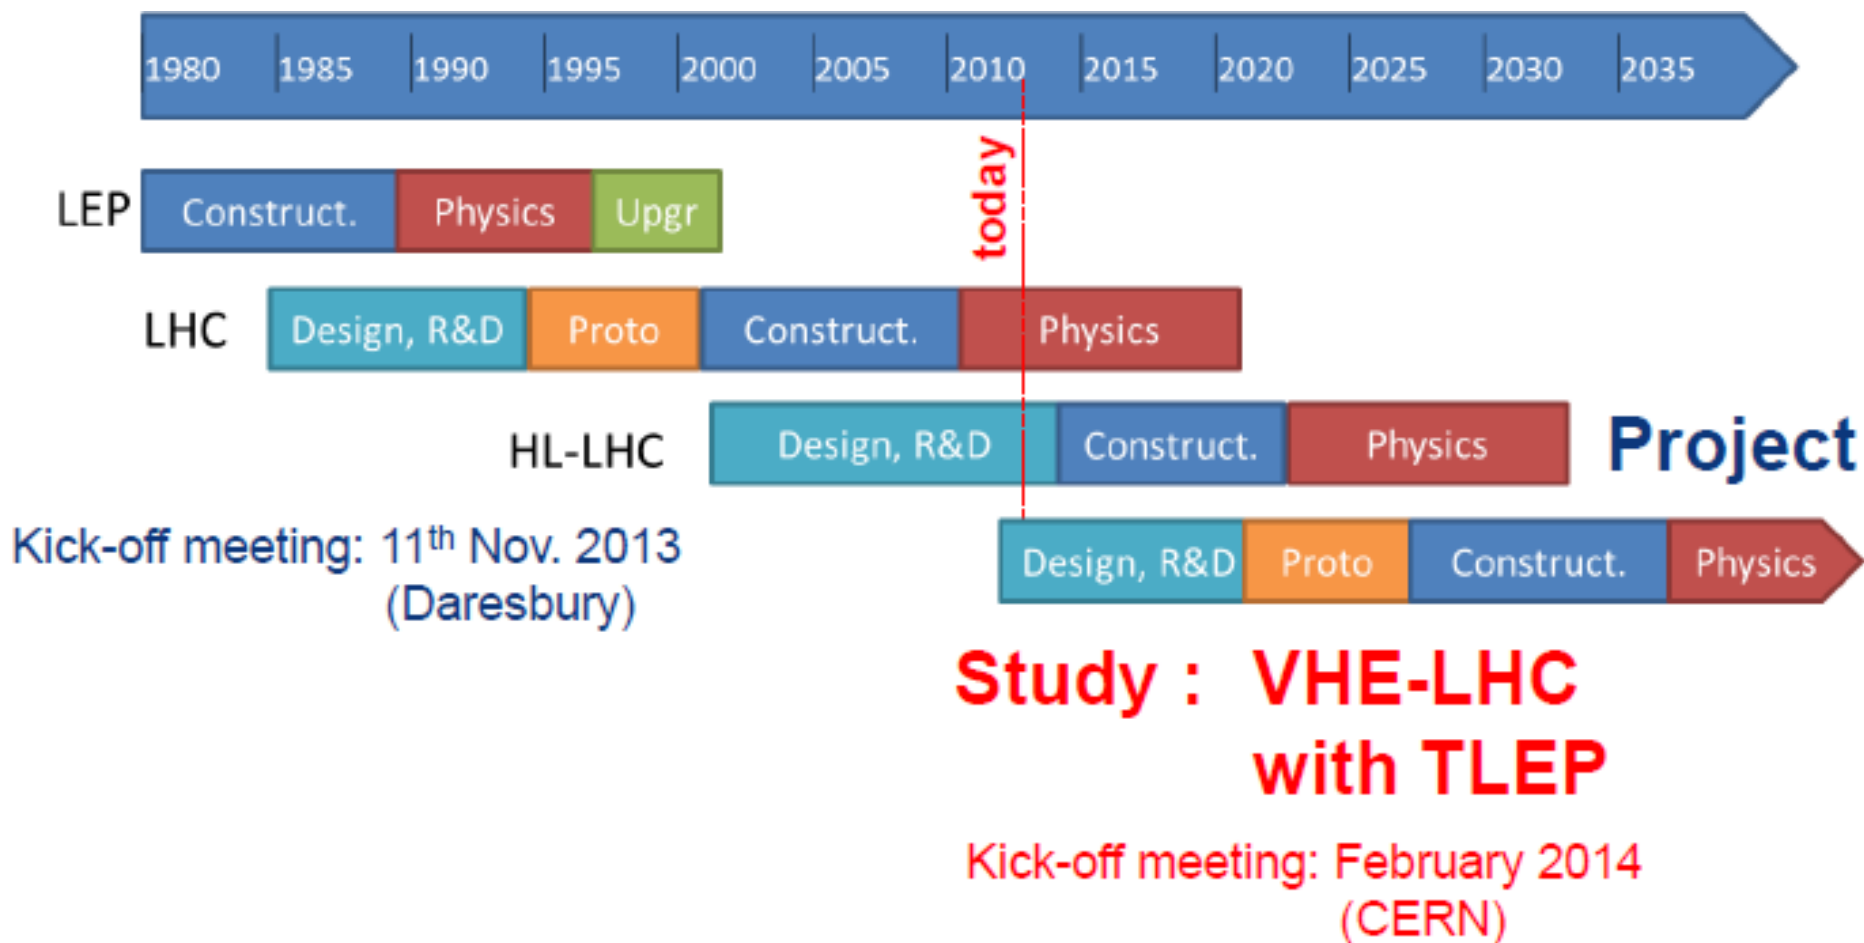 1980 1985 1990 1995 2000 2005 2010 2015 2020 2025 2030 2035
today
LEP Construct. Physics Upgr
LHC Design, R&D Proto Construct. Physics
HL-LHC Design, R&D Construct. Physics Project
Kick-off meeting: 11th Nov. 2013
(Daresbury)
Design, R&D Proto Construct. Physics
Study : VHE-LHC
with TLEP
Kick-off meeting: February 2014
(CERN)